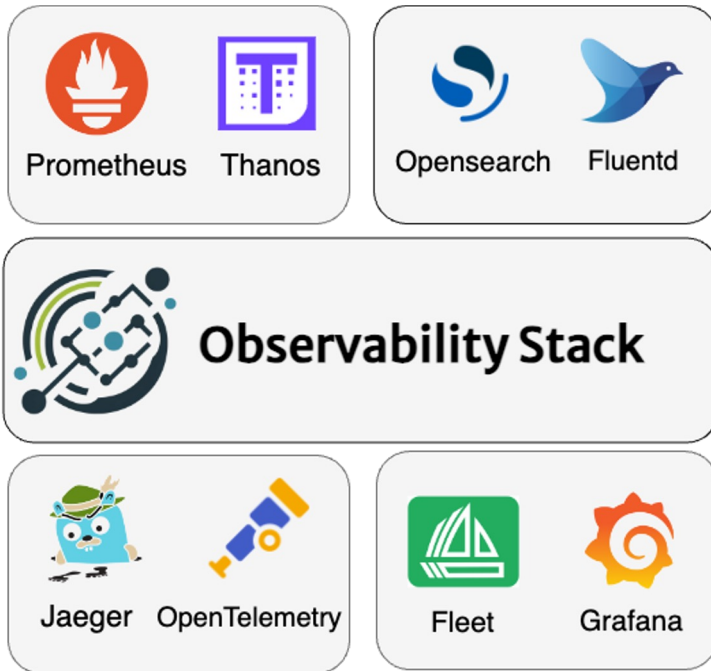 Prometheus Thanos
Opensearch Fluentd
Observability Stack
Jaeger OpenTelemetry
Fleet Grafana